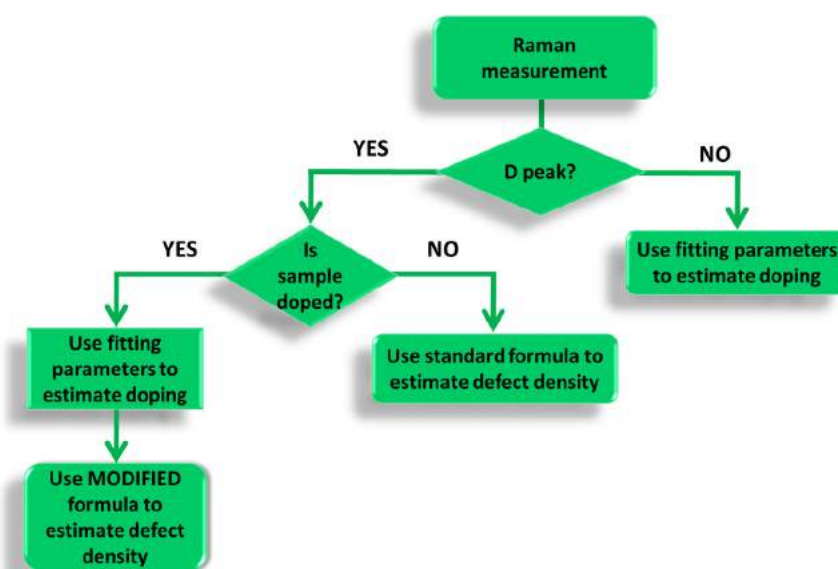 Raman
measurement
YES
D peak?
NO
YES
Is
sample
doped?
NO
Use fitting parameters
to estimate doping
Use fitting
parameters to
estimate doping
Use standard formula to
estimate defect density
Use MODIFIED
formula to
estimate defect
density